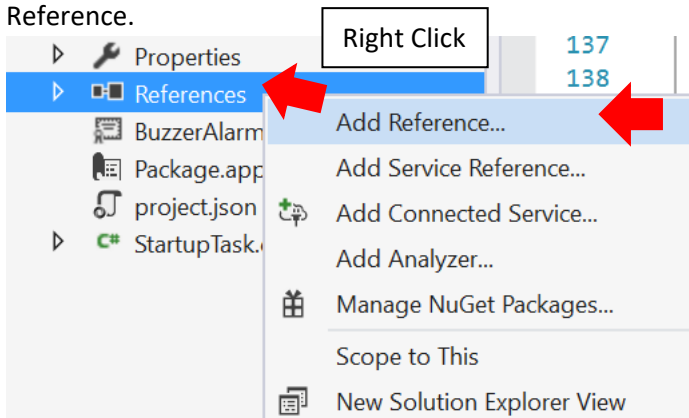 Reference.
Right Click
Properties
137
138
References
Add Reference...
BuzzerAlarm
Add Service Reference...
Package.app
project.json
Add Connected Service...
C# StartupTask.
Add Analyzer...
Manage NuGet Packages...
Scope to This
New Solution Explorer View